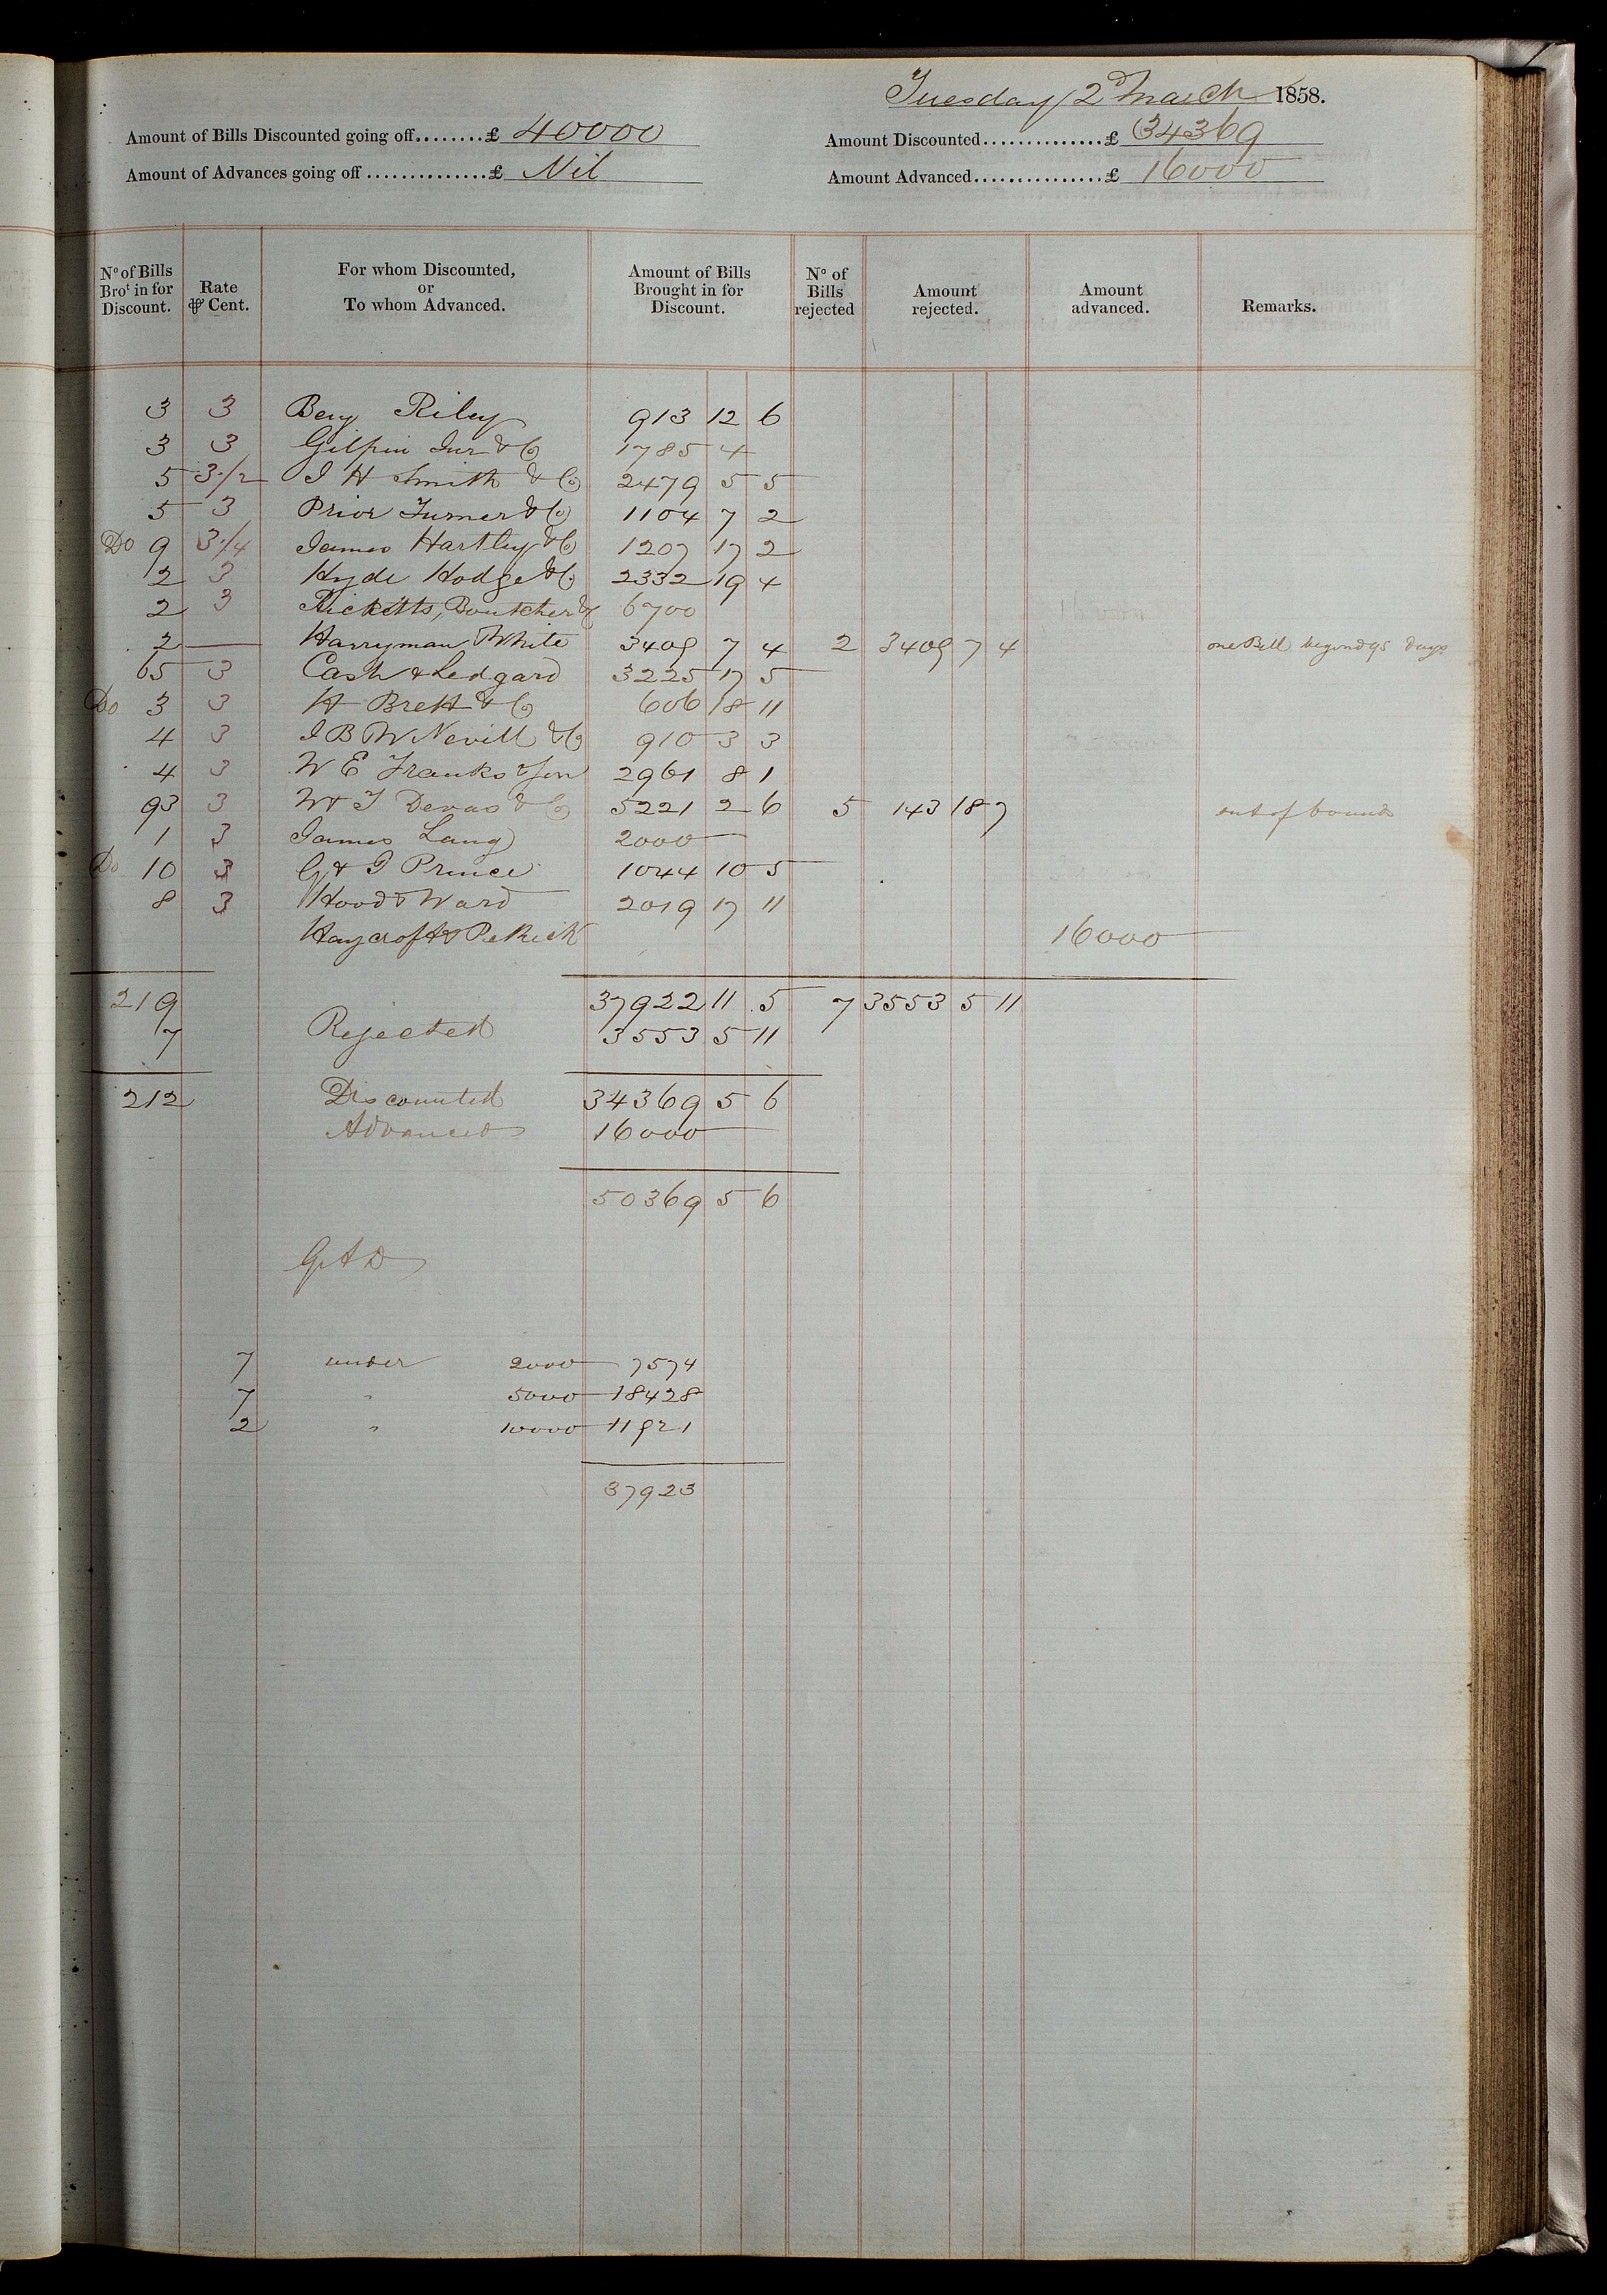 Tuesday 2d March 1858.
Amount of Bills Discounted going off........£ 40000 Amount Discounted..............£ 34369
Amount of Advances going off..............£ Nil Amount Advanced...............£ 16000
No of Bills Brot in for Discount. Rate ⅌ Cent. For whom Discounted, or To whom Advanced. Amount of Bills Brought in for Discount. No of Bills rejected Amount rejected. Amount advanced. Remarks.
3 3 Benj Riley 913 12 6
3 3 Gilpin Junr & Co 1785 4
5 3 1/2 J H Smith & Co 2479 5 5
5 3 Prior Turner & Co 1104 7 2
Do 9 3 1/4 James Hartley & Co 1207 17 2
2 3 Hyde Hodge & Co 2332 19 4
2 3 Ricketts, Boutcher & 6700
2 — Harryman White 3409 7 4 2 3409 7 4 one Bill beyond 95 days
65 3 Cash & Ledgard 3225 17 5
Do 3 3 H Brett & Co 606 18 11
4 3 J B W Nevill & Co 910 3 3
4 3 W E Franks & Son 2961 8 1
93 3 W & T Devas & Co 5221 2 6 5 143 18 7 out of bounds
1 3 James Lang 2000
Do 10 3 G & J Prince 1044 10 5
8 3 Hood & Ward 2019 17 11
Haycroft & Pethick 16000
219 37922 11 5 7 3553 5 11
7 Rejected 3553 5 11
212 Discounted 34369 5 6
Advanced 16000
50369 5 6
7 under 2000 7574
7 " 5000 18428
2 " 10000 11921
37923